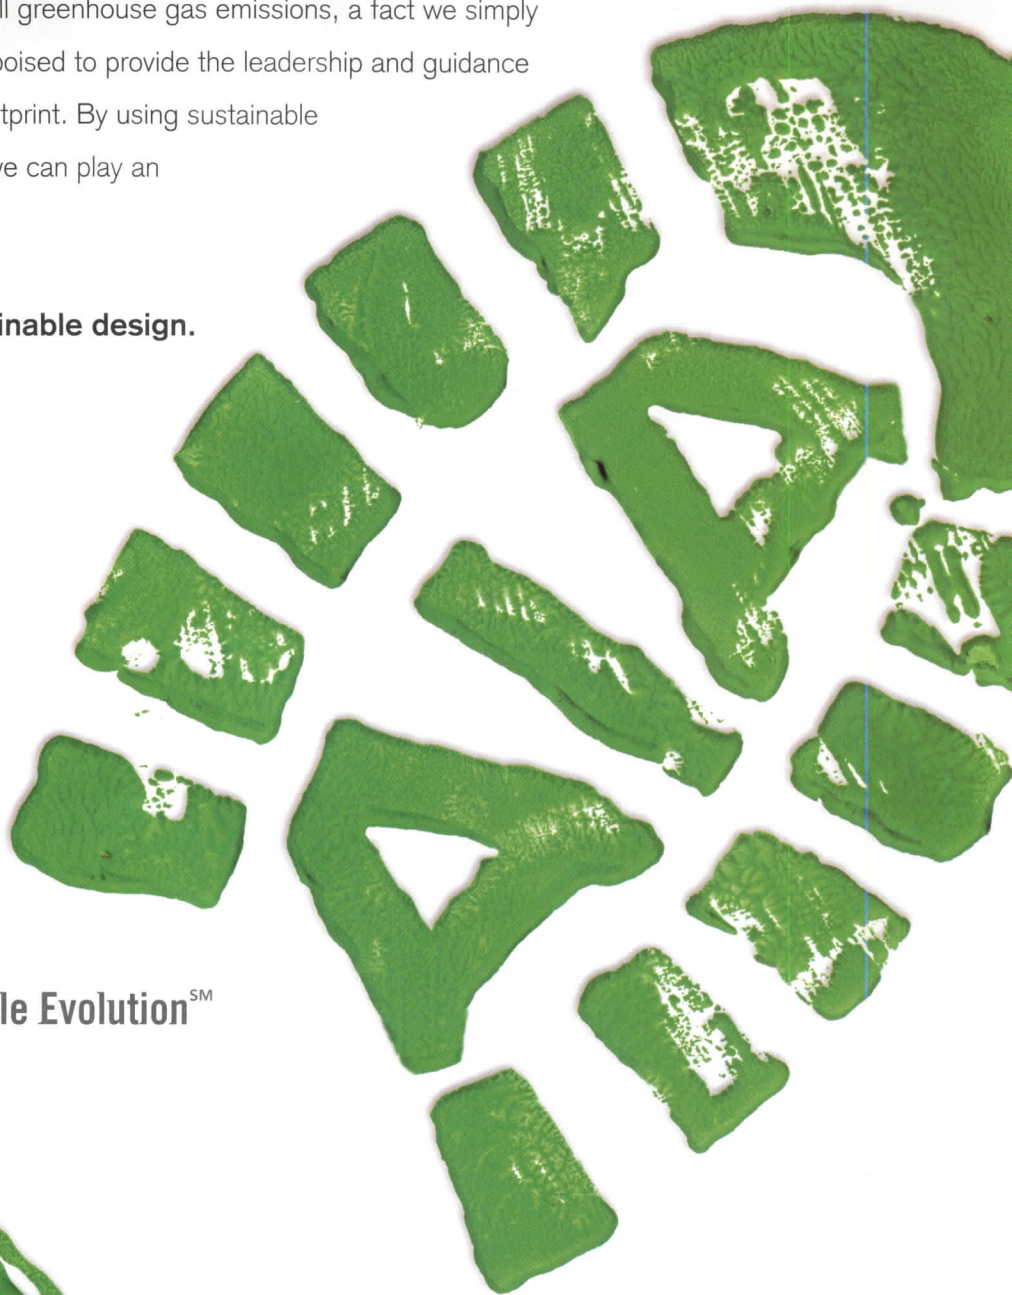 ll greenhouse gas emissions, a fact we simply
poised to provide the leadership and guidance
tprint. By using sustainable
ve can play an
inable design.
AIA
le Evolution℠